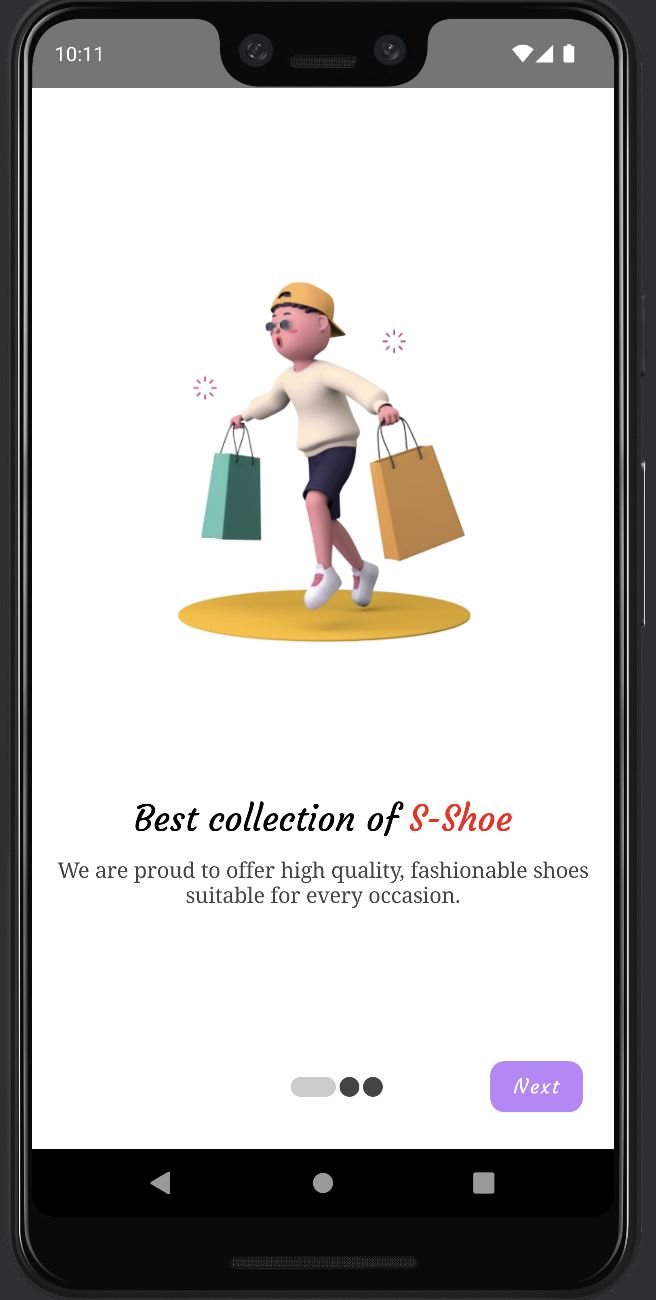 10:11
Best collection of S-Shoe
We are proud to offer high quality, fashionable shoes
suitable for every occasion.
Next